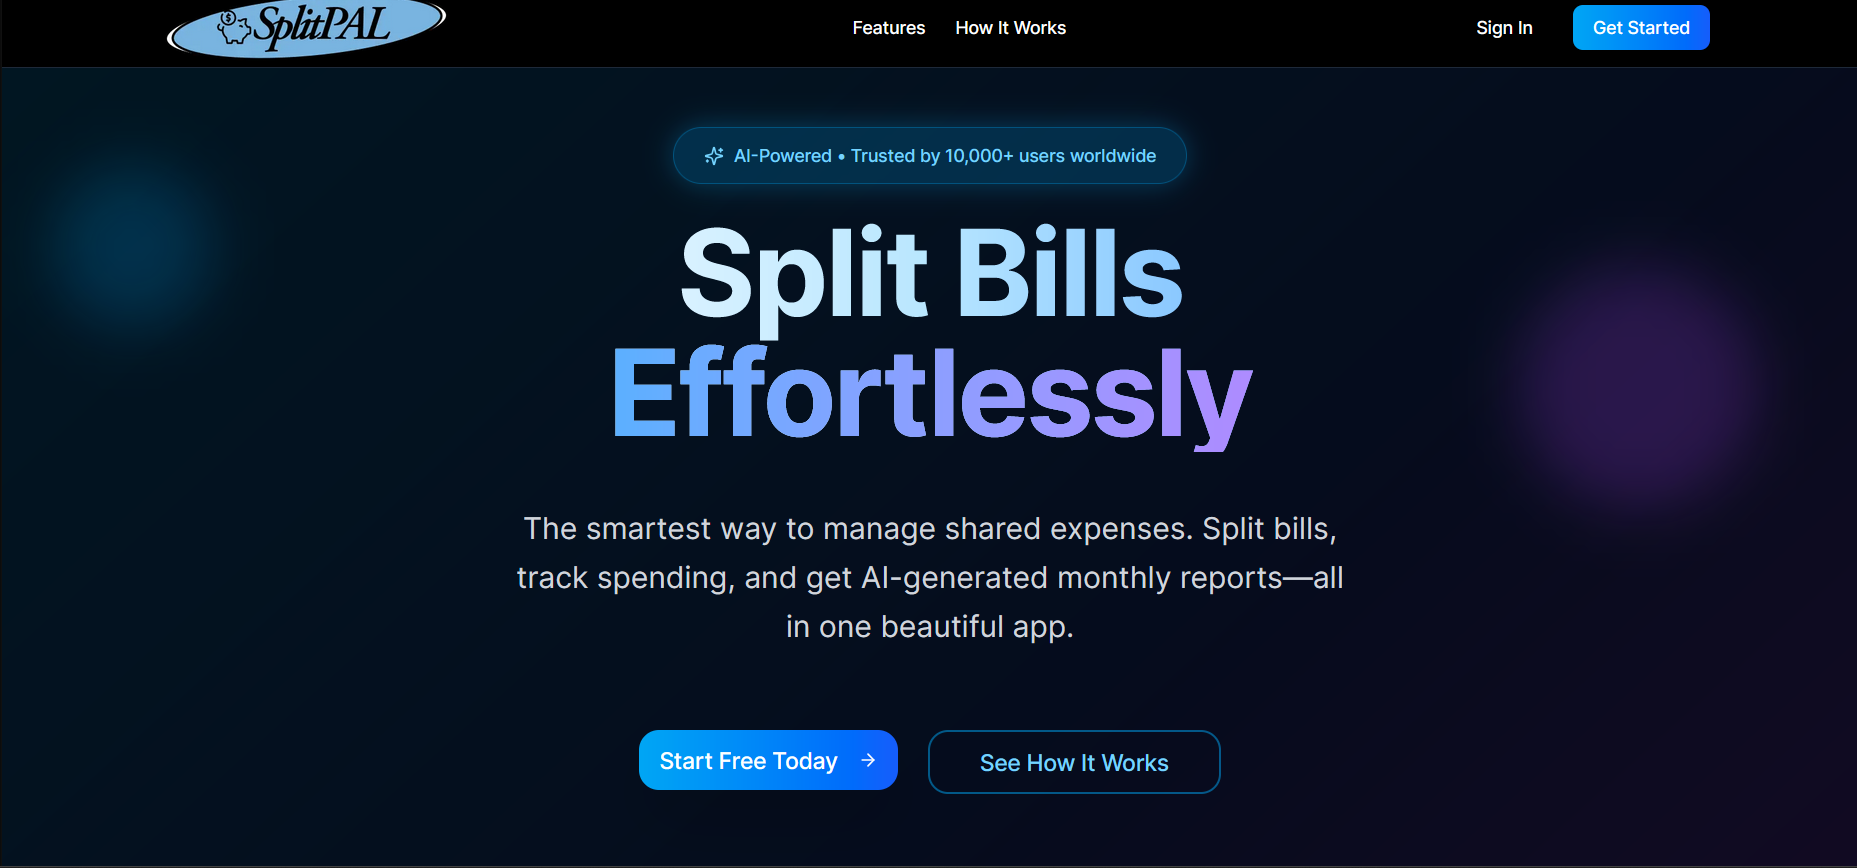 SplitPAL
Features
How It Works
Sign In
Get Started
AI-Powered • Trusted by 10,000+ users worldwide
Split Bills
Effortlessly
The smartest way to manage shared expenses. Split bills,
track spending, and get AI-generated monthly reports—all
in one beautiful app.
Start Free Today →
See How It Works